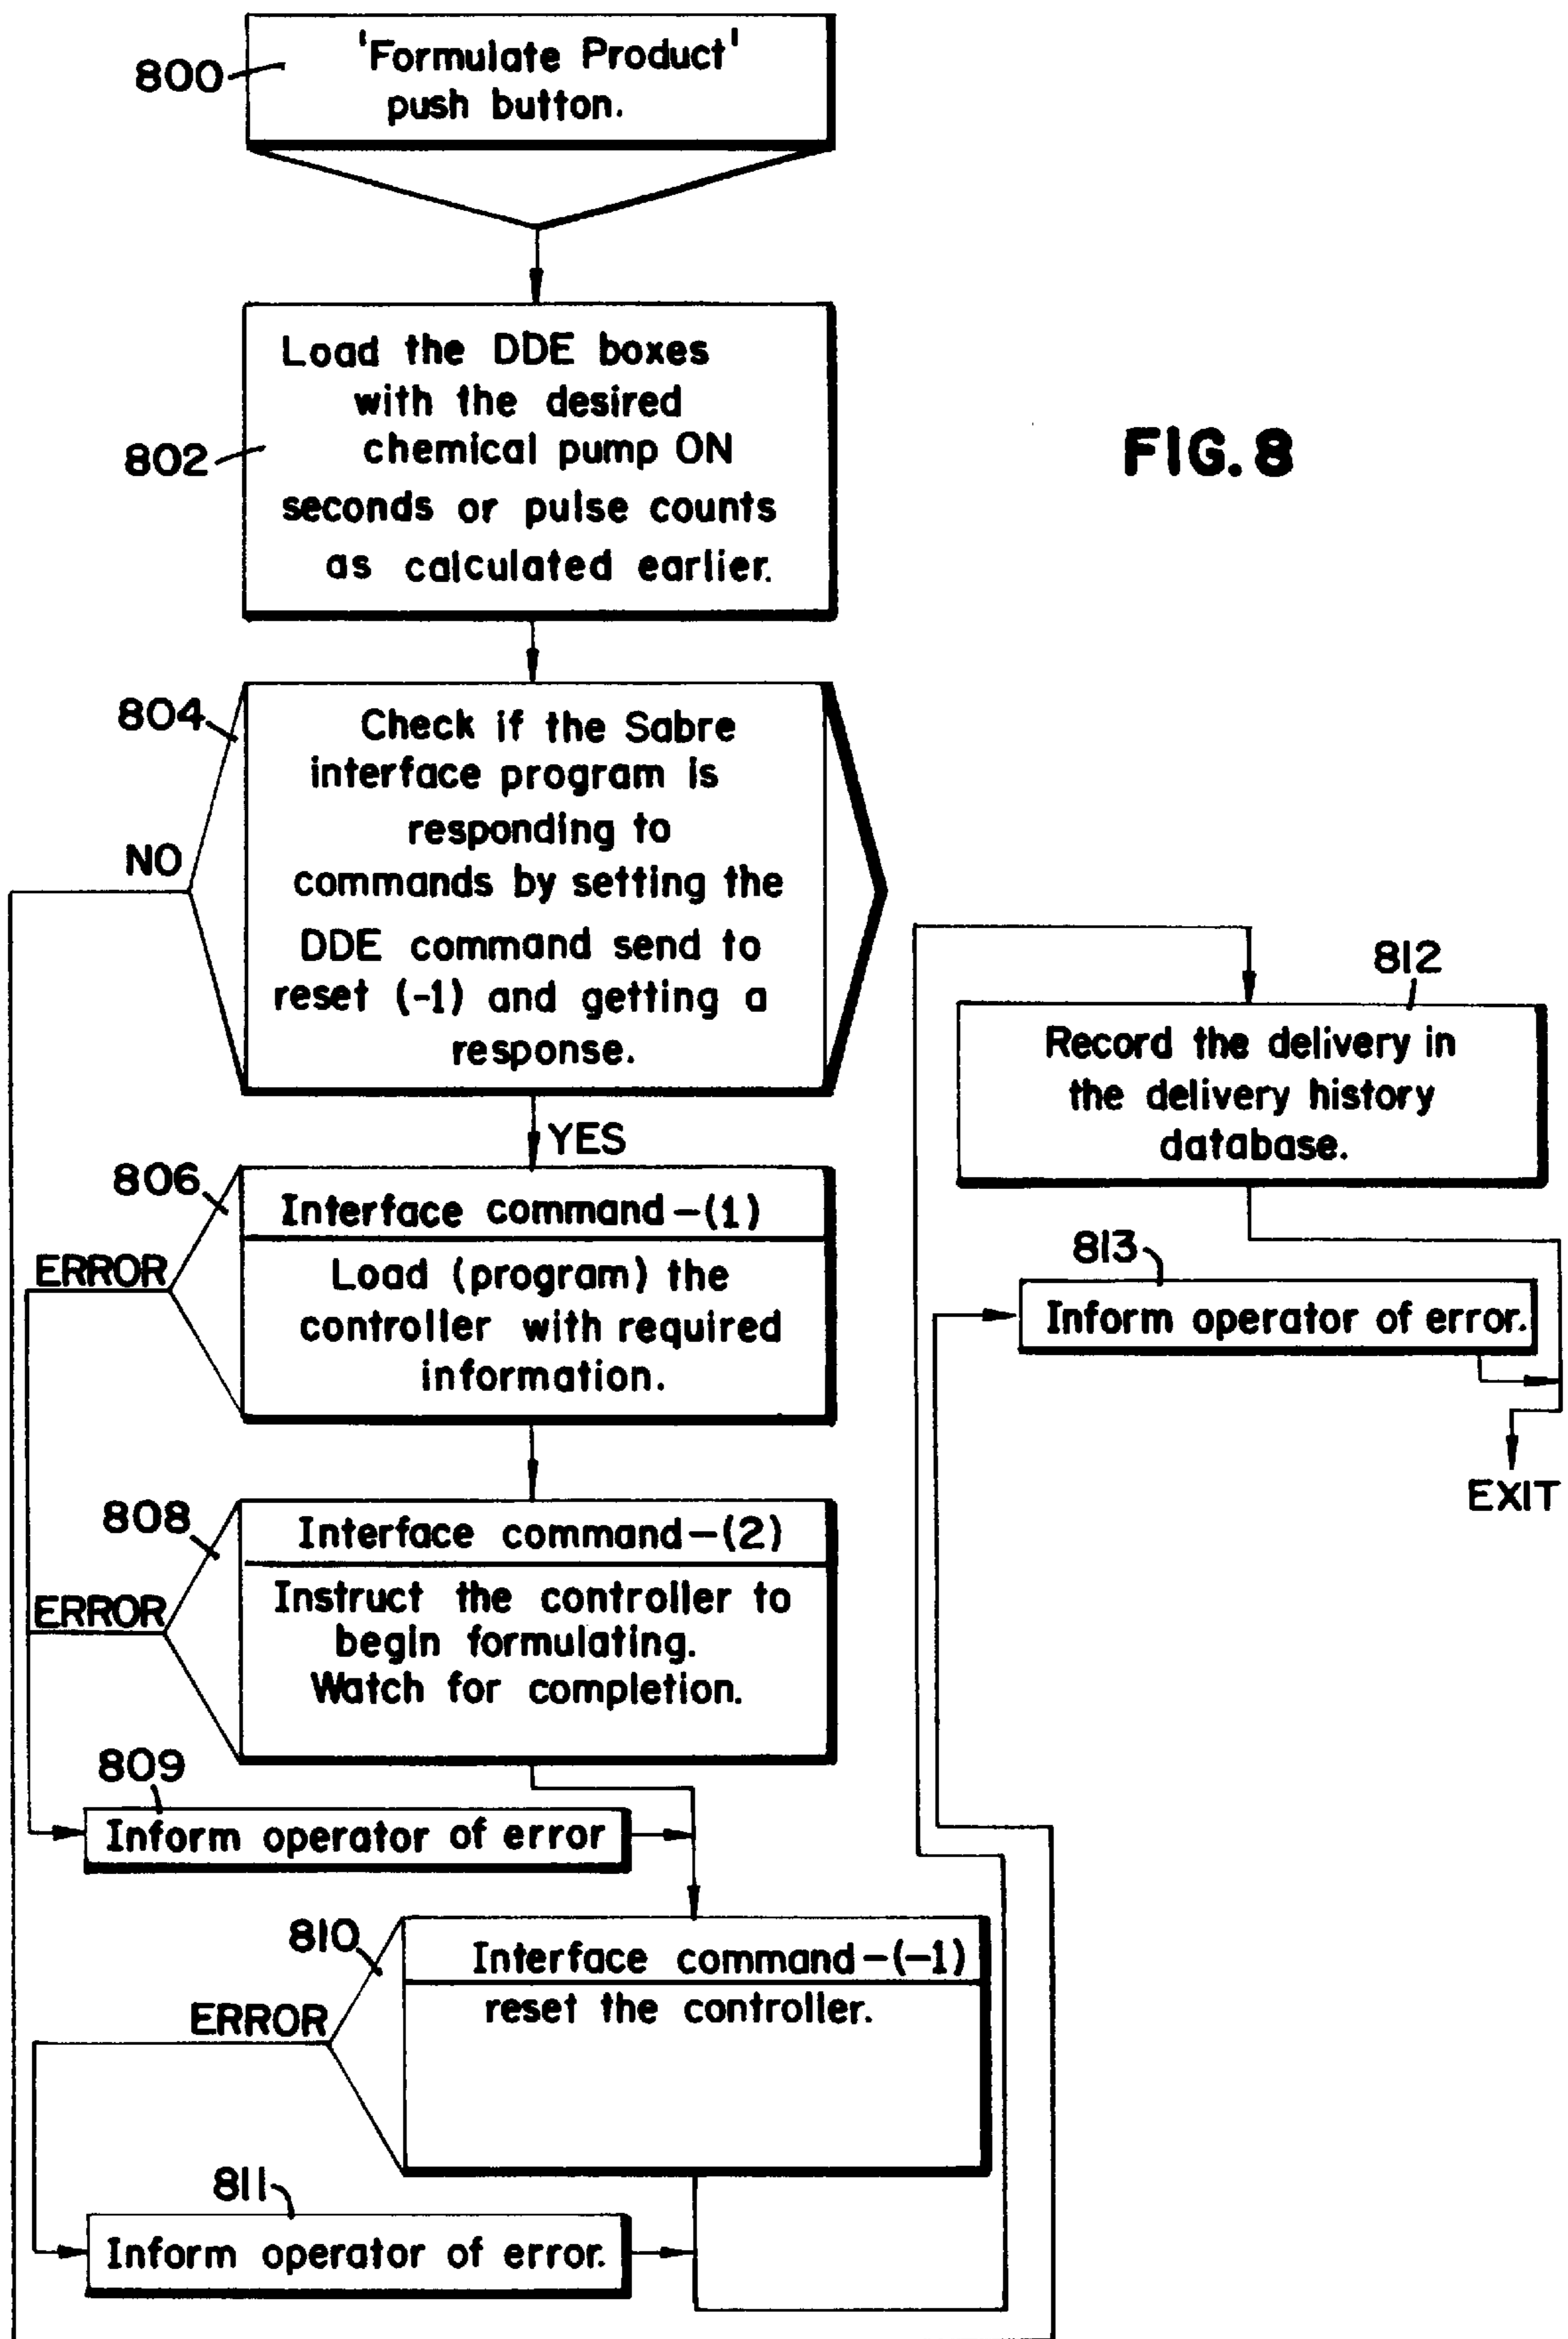 800
'Formulate Product'
push button.
802
Load the DDE boxes
with the desired
chemical pump ON
seconds or pulse counts
as calculated earlier.
FIG. 8
804
NO
Check if the Sabre
interface program is
responding to
commands by setting the
DDE command send to
reset (-1) and getting a
response.
YES
806
ERROR
Interface command-(1)
Load (program) the
controller with required
information.
808
ERROR
Interface command-(2)
Instruct the controller to
begin formulating.
Watch for completion.
809
Inform operator of error
810
ERROR
Interface command-(-1)
reset the controller.
811
Inform operator of error.
812
Record the delivery in
the delivery history
database.
813
Inform operator of error.
EXIT